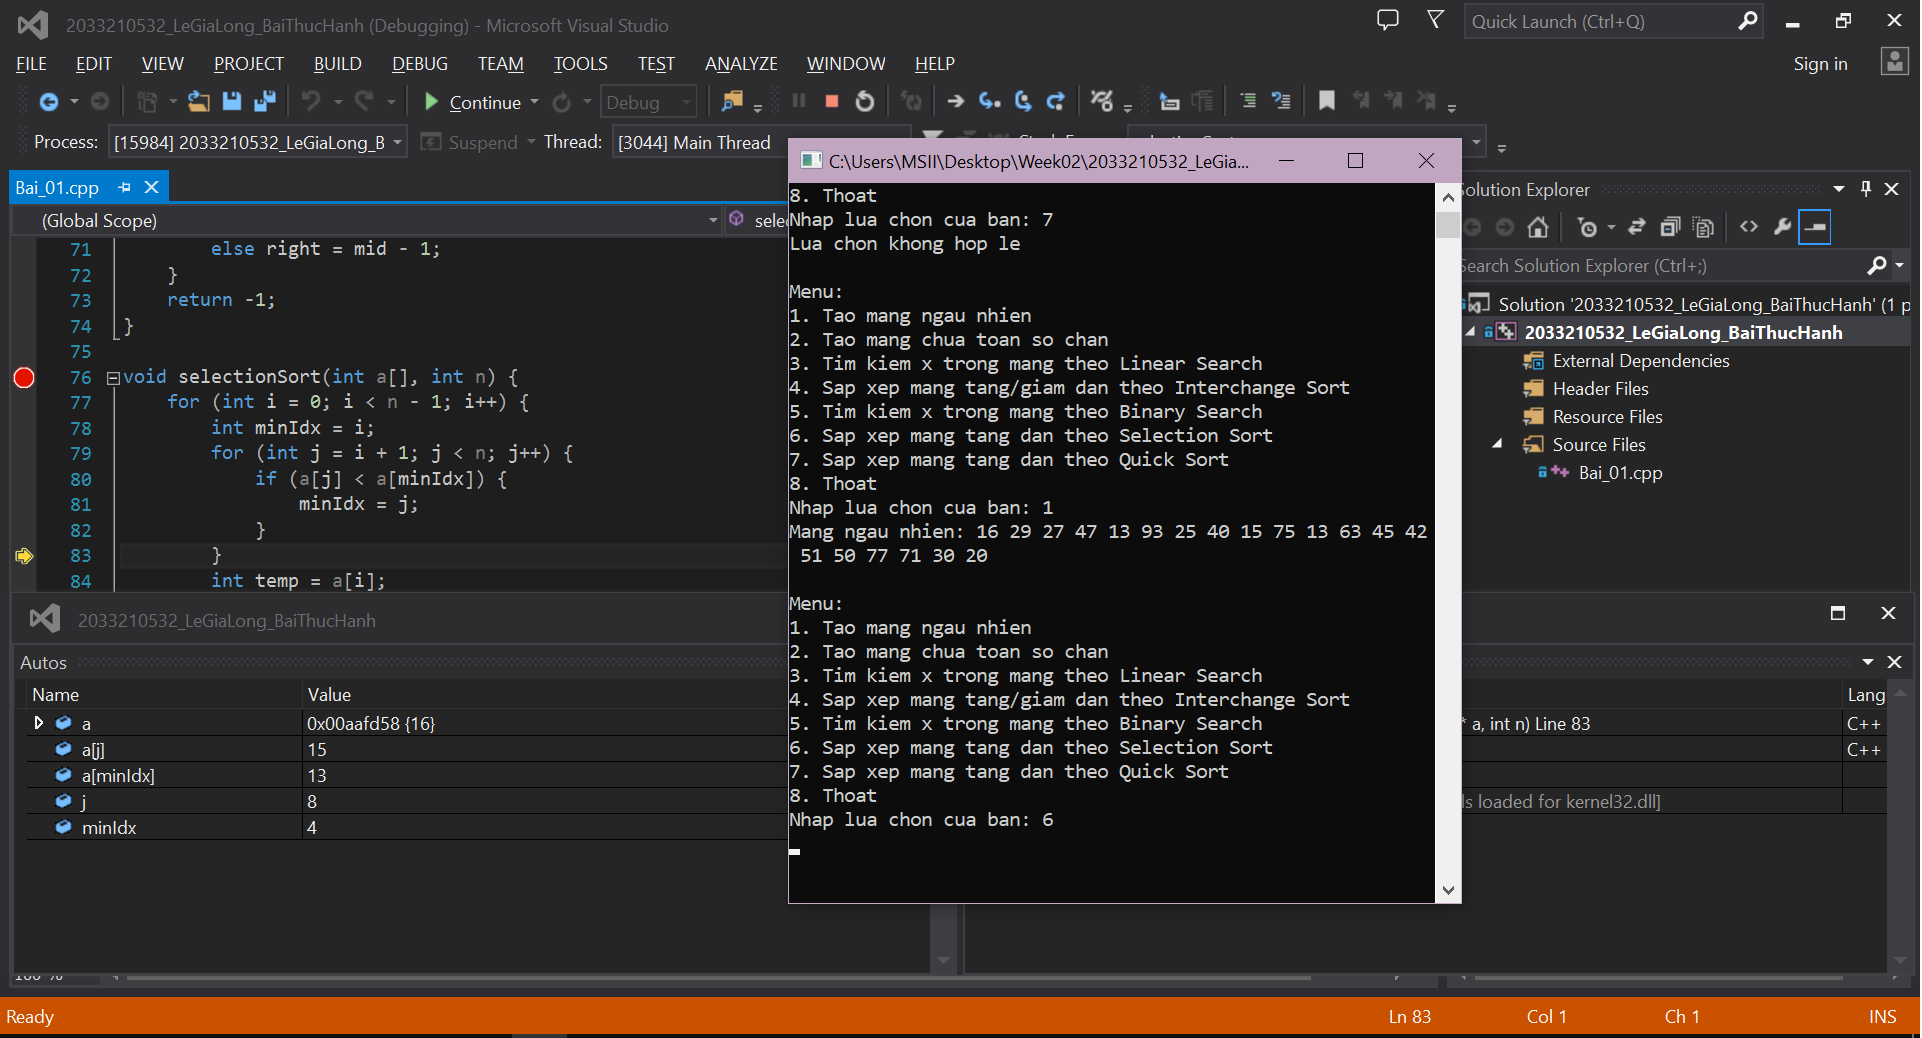 2033210532_LeGiaLong_BaiThucHanh (Debugging) - Microsoft Visual Studio
Quick Launch (Ctrl+Q)
FILE EDIT VIEW PROJECT BUILD DEBUG TEAM TOOLS TEST ANALYZE WINDOW HELP
Sign in
Continue
Debug
Process: [15984] 2033210532_LeGiaLong_B
Suspend
Thread: [3044] Main Thread
Bai_01.cpp
(Global Scope)
71 else right = mid - 1;
72 }
73 return -1;
74 }
75
76 void selectionSort(int a[], int n) {
77 for (int i = 0; i < n - 1; i++) {
78 int minIdx = i;
79 for (int j = i + 1; j < n; j++) {
80 if (a[j] < a[minIdx]) {
81 minIdx = j;
82 }
83 }
84 int temp = a[i];
C:\Users\MSII\Desktop\Week02\2033210532_LeGia...
8. Thoat
Nhap lua chon cua ban: 7
Lua chon khong hop le
Menu:
1. Tao mang ngau nhien
2. Tao mang chua toan so chan
3. Tim kiem x trong mang theo Linear Search
4. Sap xep mang tang/giam dan theo Interchange Sort
5. Tim kiem x trong mang theo Binary Search
6. Sap xep mang tang dan theo Selection Sort
7. Sap xep mang tang dan theo Quick Sort
8. Thoat
Nhap lua chon cua ban: 1
Mang ngau nhien: 16 29 27 47 13 93 25 40 15 75 13 63 45 42
51 50 77 71 30 20
Menu:
1. Tao mang ngau nhien
2. Tao mang chua toan so chan
3. Tim kiem x trong mang theo Linear Search
4. Sap xep mang tang/giam dan theo Interchange Sort
5. Tim kiem x trong mang theo Binary Search
6. Sap xep mang tang dan theo Selection Sort
7. Sap xep mang tang dan theo Quick Sort
8. Thoat
Nhap lua chon cua ban: 6
Solution Explorer
Search Solution Explorer (Ctrl+;)
Solution '2033210532_LeGiaLong_BaiThucHanh' (1 p
2033210532_LeGiaLong_BaiThucHanh
External Dependencies
Header Files
Resource Files
Source Files
Bai_01.cpp
2033210532_LeGiaLong_BaiThucHanh
Autos
Name Value
a 0x00aafd58 {16}
a[j] 15
a[minIdx] 13
j 8
minIdx 4
Lang
* a, int n) Line 83 C++
C++
ls loaded for kernel32.dll]
Ready
Ln 83 Col 1 Ch 1 INS